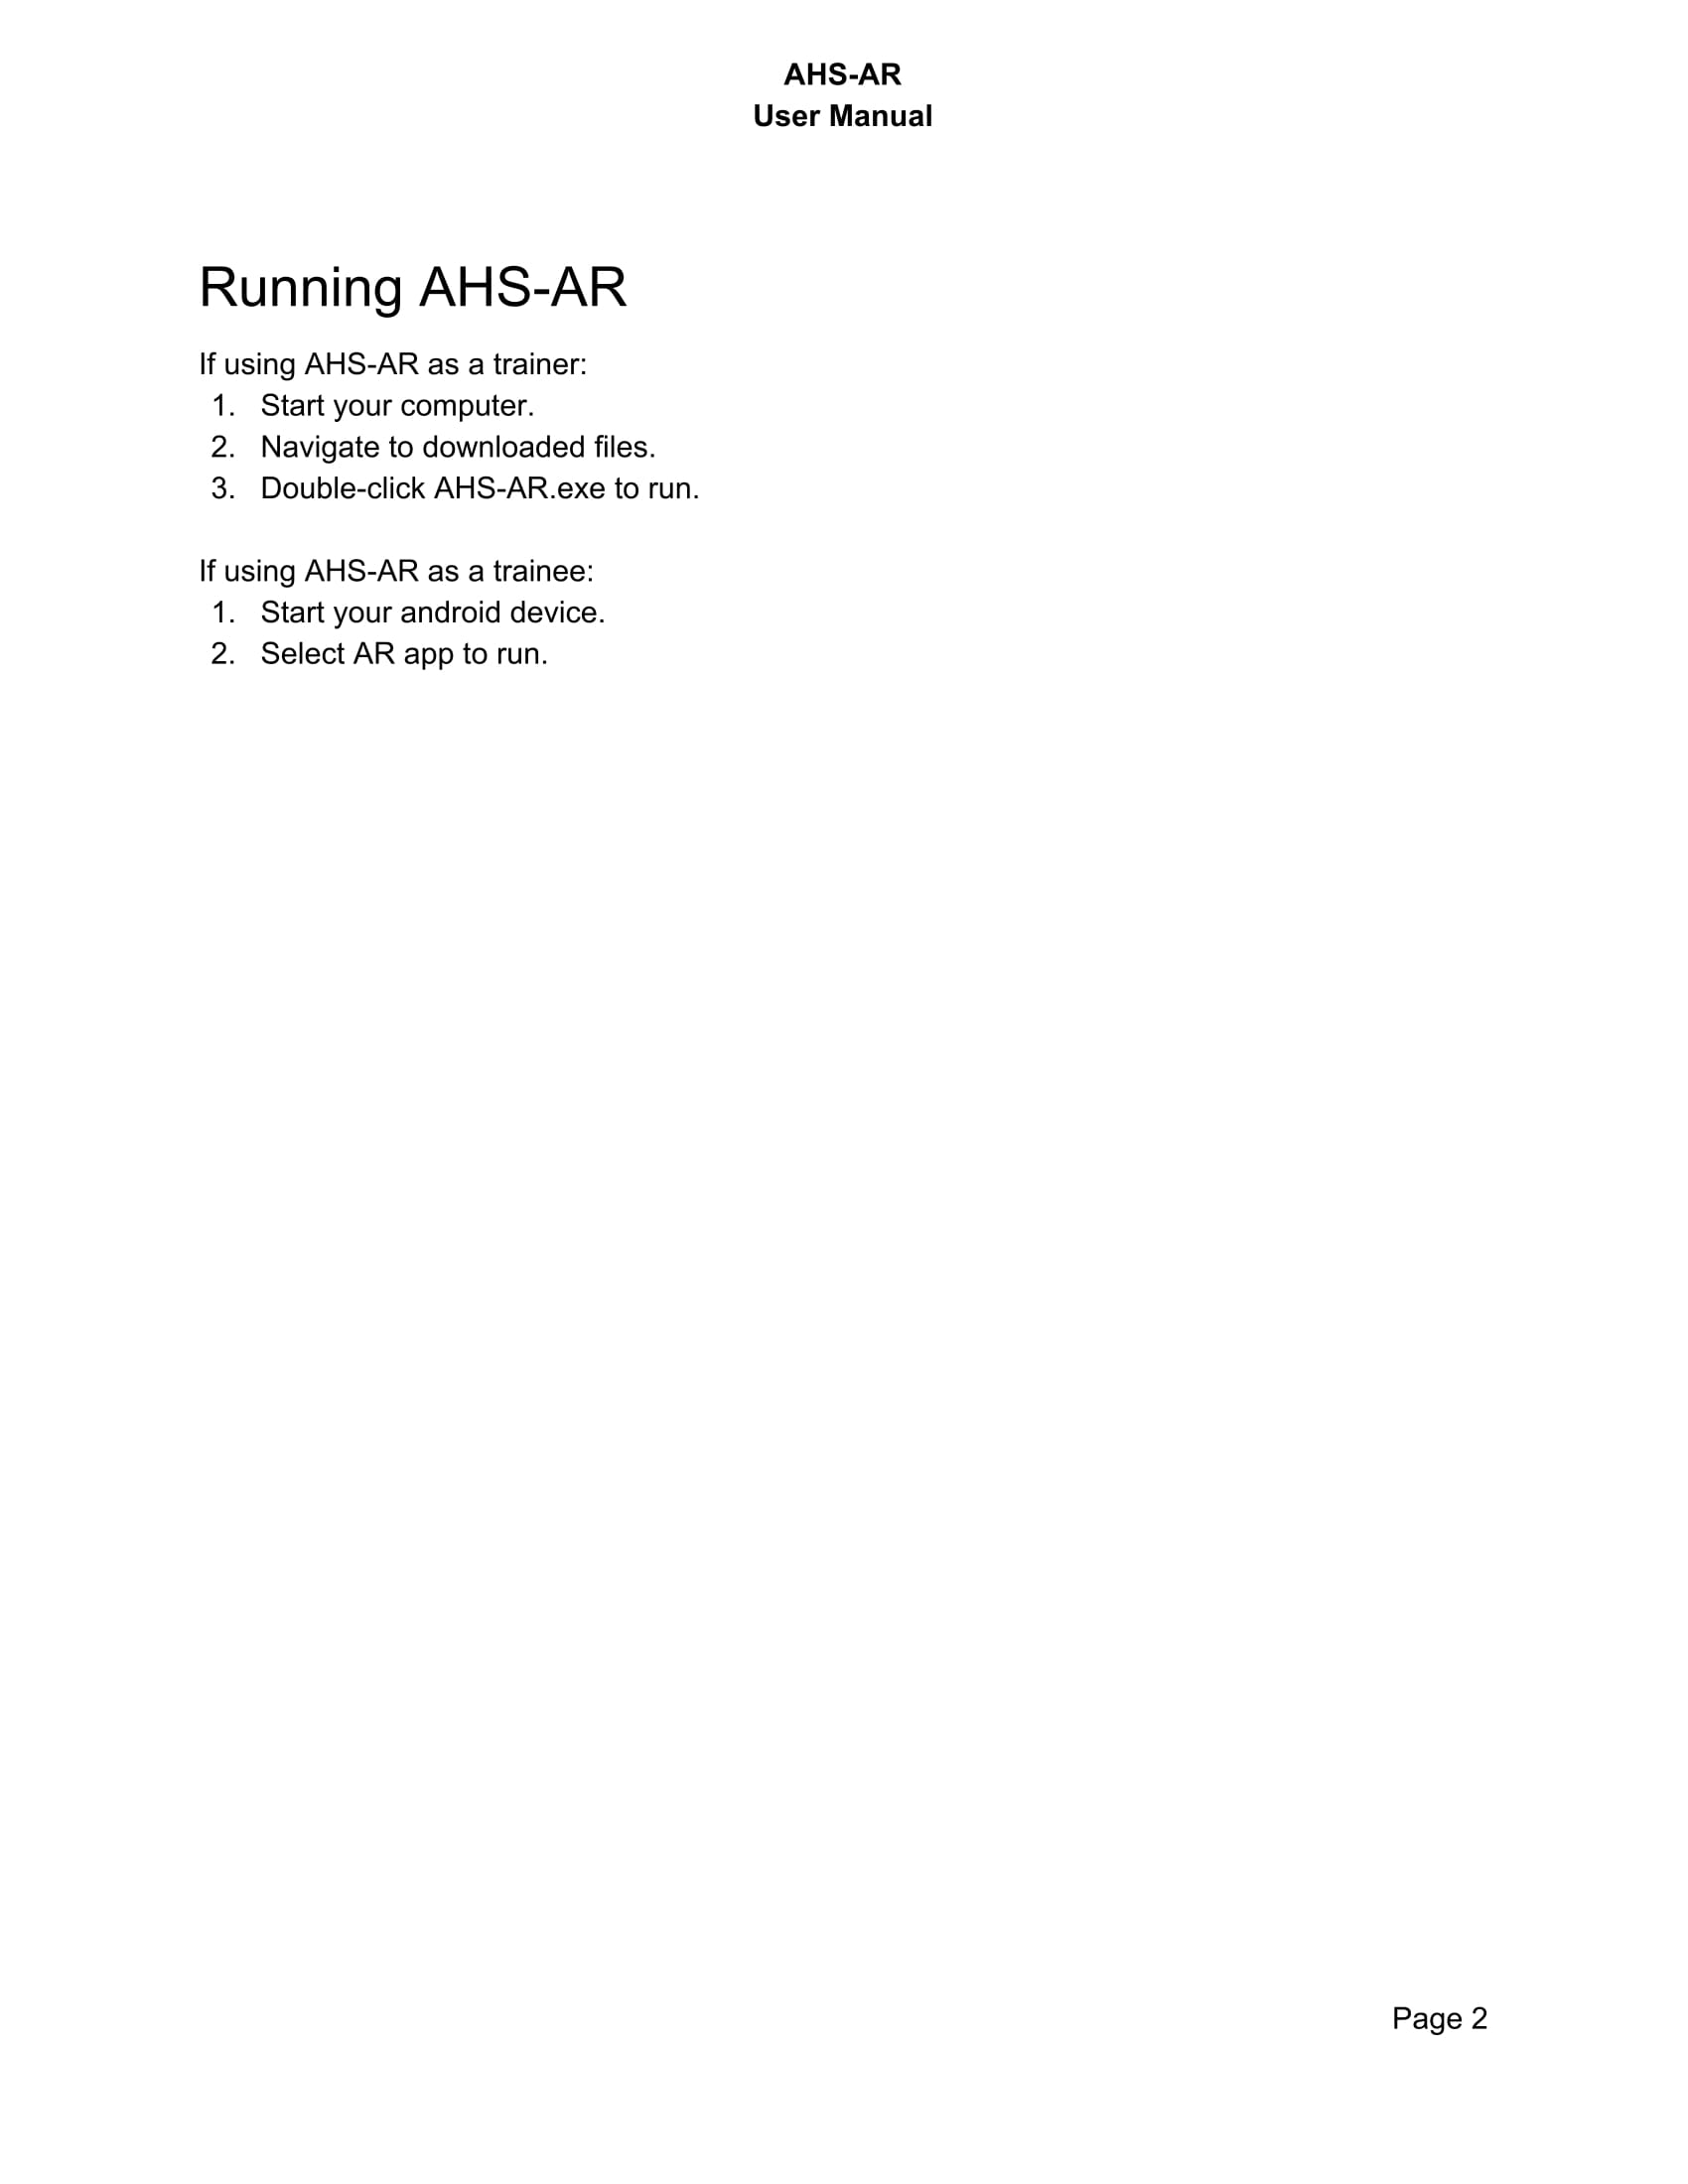 AHS-AR
User Manual
Running AHS-AR
If using AHS-AR as a trainer:
1. Start your computer.
2. Navigate to downloaded files.
3. Double-click AHS-AR.exe to run.
If using AHS-AR as a trainee:
1. Start your android device.
2. Select AR app to run.
Page 2